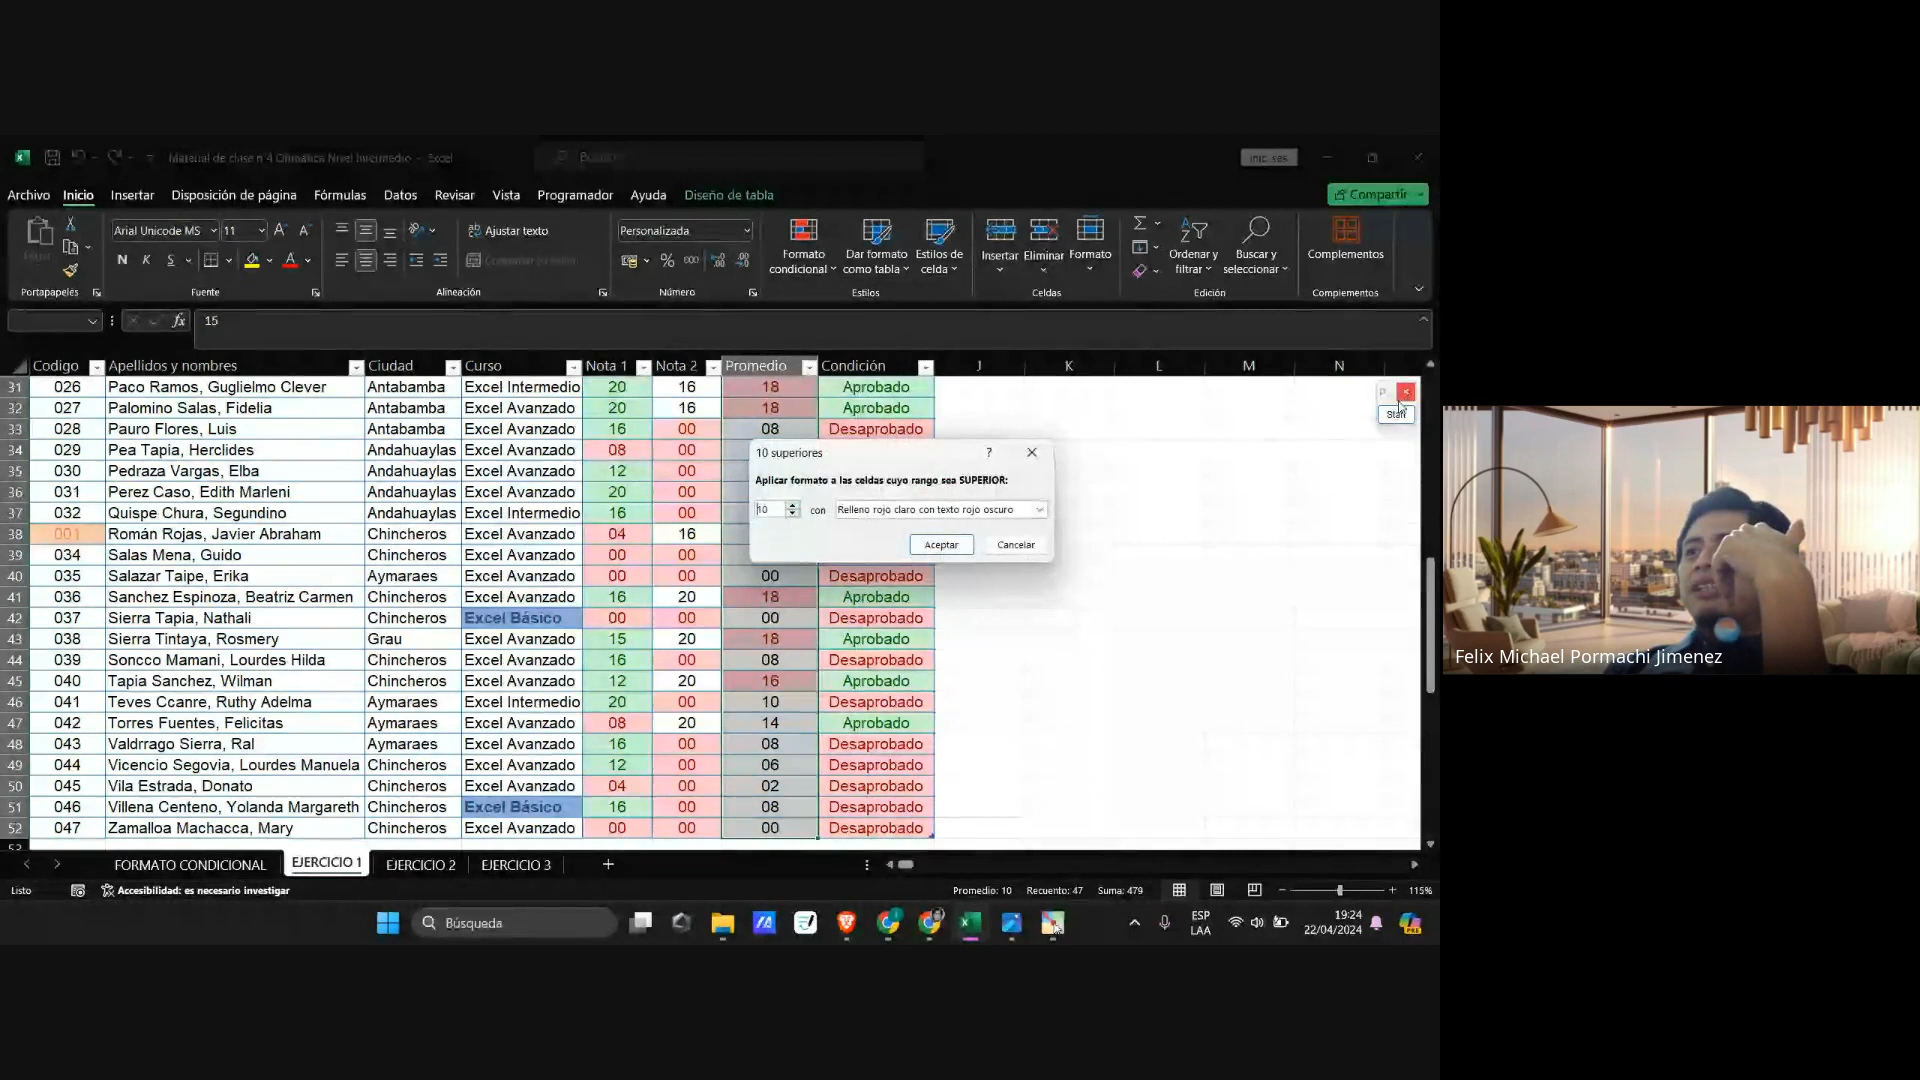 Material de clase n 4 Ofimática Nivel Intermedio - Excel
Archivo Inicio Insertar Disposición de página Fórmulas Datos Revisar Vista Programador Ayuda Diseño de tabla Compartir
Arial Unicode MS 11 Ajustar texto Personalizada
Formato condicional Dar formato como tabla Estilos de celda Insertar Eliminar Formato Ordenar y filtrar Buscar y seleccionar Complementos
Portapapeles Fuente Alineación Número Estilos Celdas Edición Complementos
fx 15
Codigo Apellidos y nombres Ciudad Curso Nota 1 Nota 2 Promedio Condición J K L M N
31 026 Paco Ramos, Guglielmo Clever Antabamba Excel Intermedio 20 16 18 Aprobado
32 027 Palomino Salas, Fidelia Antabamba Excel Avanzado 20 16 18 Aprobado
33 028 Pauro Flores, Luis Antabamba Excel Avanzado 16 00 08 Desaprobado
34 029 Pea Tapia, Herclides Andahuaylas Excel Avanzado 08 00
35 030 Pedraza Vargas, Elba Andahuaylas Excel Avanzado 12 00
36 031 Perez Caso, Edith Marleni Andahuaylas Excel Avanzado 20 00
37 032 Quispe Chura, Segundino Andahuaylas Excel Intermedio 16 00
38 001 Román Rojas, Javier Abraham Chincheros Excel Avanzado 04 16
39 034 Salas Mena, Guido Chincheros Excel Avanzado 00 00
40 035 Salazar Taipe, Erika Aymaraes Excel Avanzado 00 00 00 Desaprobado
41 036 Sanchez Espinoza, Beatriz Carmen Chincheros Excel Avanzado 16 20 18 Aprobado
42 037 Sierra Tapia, Nathali Chincheros Excel Básico 00 00 00 Desaprobado
43 038 Sierra Tintaya, Rosmery Grau Excel Avanzado 15 20 18 Aprobado
44 039 Soncco Mamani, Lourdes Hilda Chincheros Excel Avanzado 16 00 08 Desaprobado
45 040 Tapia Sanchez, Wilman Chincheros Excel Avanzado 12 20 16 Aprobado
46 041 Teves Ccanre, Ruthy Adelma Aymaraes Excel Intermedio 20 00 10 Desaprobado
47 042 Torres Fuentes, Felicitas Aymaraes Excel Avanzado 08 20 14 Aprobado
48 043 Valdrrago Sierra, Ral Aymaraes Excel Avanzado 16 00 08 Desaprobado
49 044 Vicencio Segovia, Lourdes Manuela Chincheros Excel Avanzado 12 00 06 Desaprobado
50 045 Vila Estrada, Donato Chincheros Excel Avanzado 04 00 02 Desaprobado
51 046 Villena Centeno, Yolanda Margareth Chincheros Excel Básico 16 00 08 Desaprobado
52 047 Zamalloa Machacca, Mary Chincheros Excel Avanzado 00 00 00 Desaprobado
10 superiores ?
Aplicar formato a las celdas cuyo rango sea SUPERIOR:
10 con Relleno rojo claro con texto rojo oscuro
Aceptar Cancelar
FORMATO CONDICIONAL EJERCICIO 1 EJERCICIO 2 EJERCICIO 3
Listo Accesibilidad: es necesario investigar Promedio: 10 Recuento: 47 Suma: 479 115%
Búsqueda
ESP
LAA
19:24
22/04/2024
Felix Michael Pormachi Jimenez